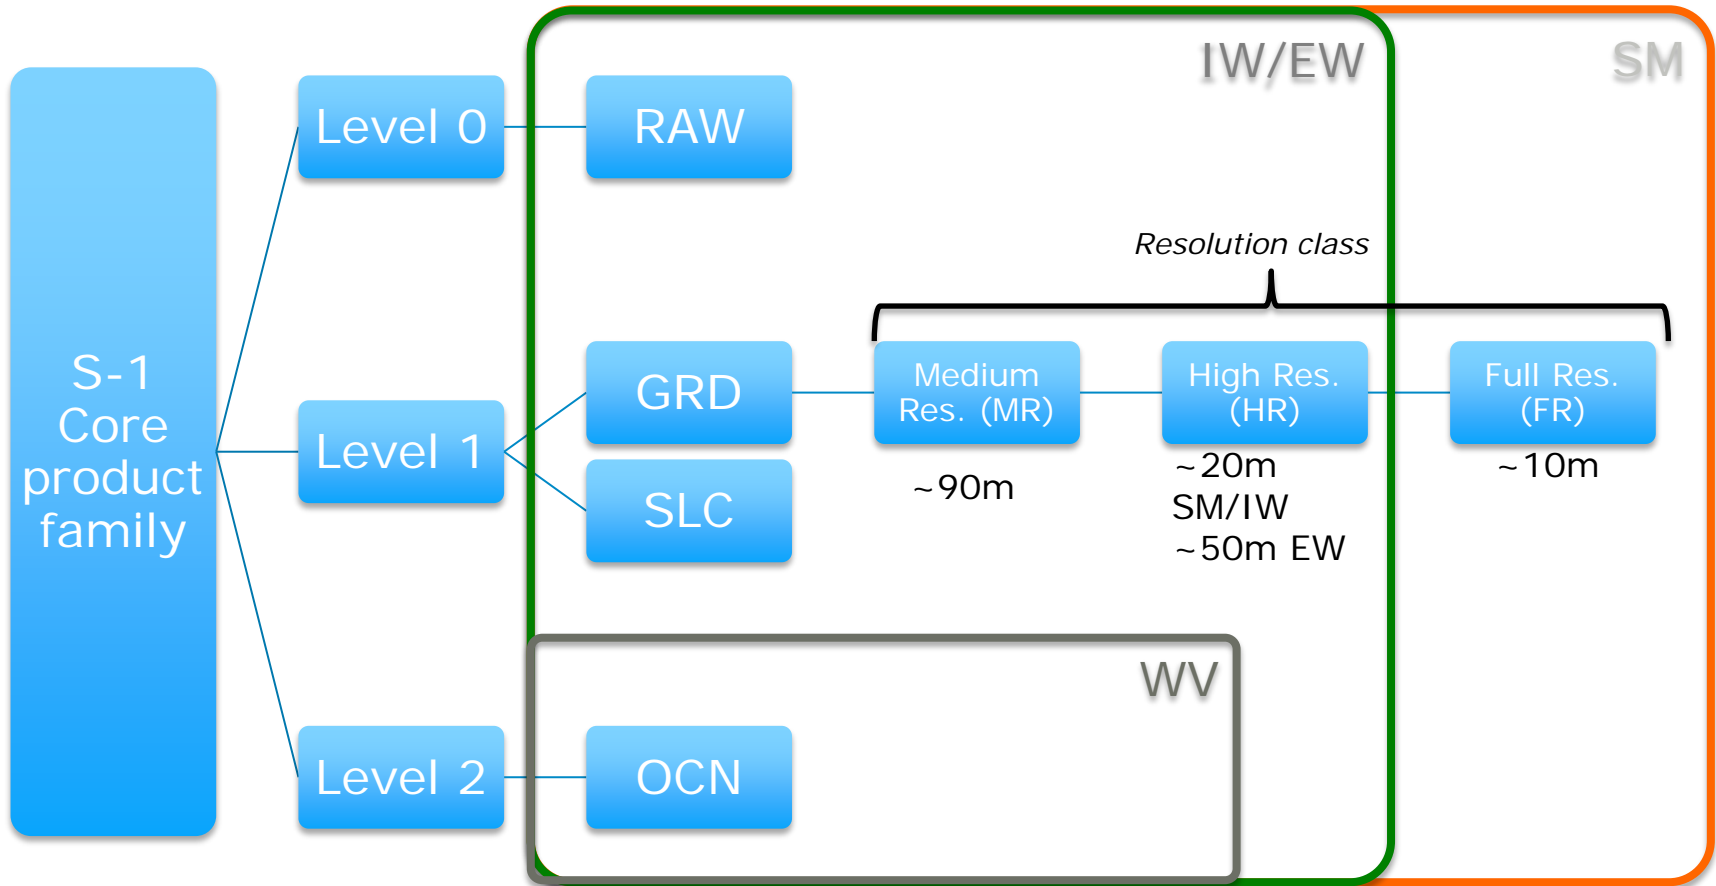 IW/EW
SM
S-1
Core
product
family
Level 0
RAW
Resolution class
Level 1
GRD
Medium
Res. (MR)
High Res.
(HR)
Full Res.
(FR)
~90m
~20m
SM/IW
~50m EW
~10m
SLC
WV
Level 2
OCN